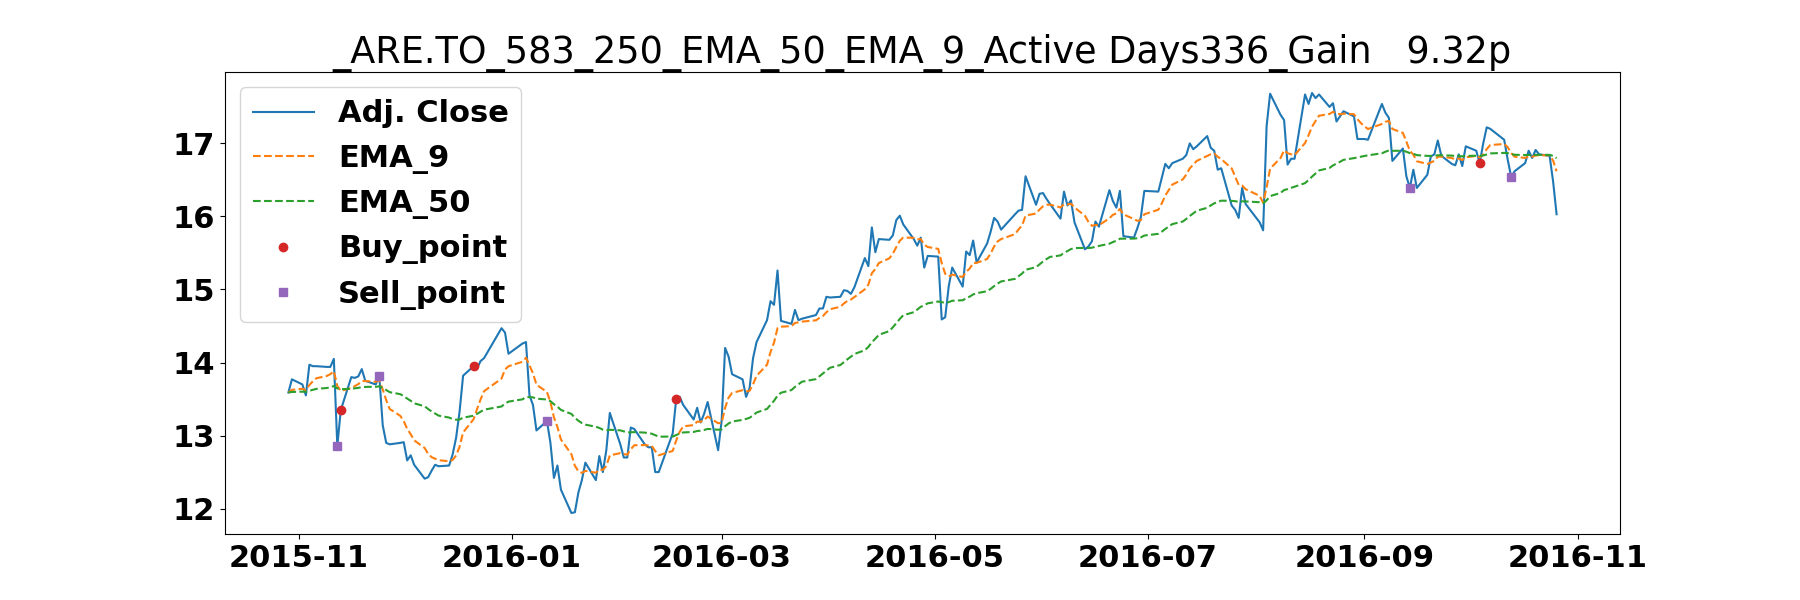 _ARE.TO_583_250_EMA_50_EMA_9_Active Days336_Gain   9.32p
Adj. Close
EMA_9
EMA_50
Buy_point
Sell_point
17
16
15
14
13
12
2015-11 2016-01 2016-03 2016-05 2016-07 2016-09 2016-11